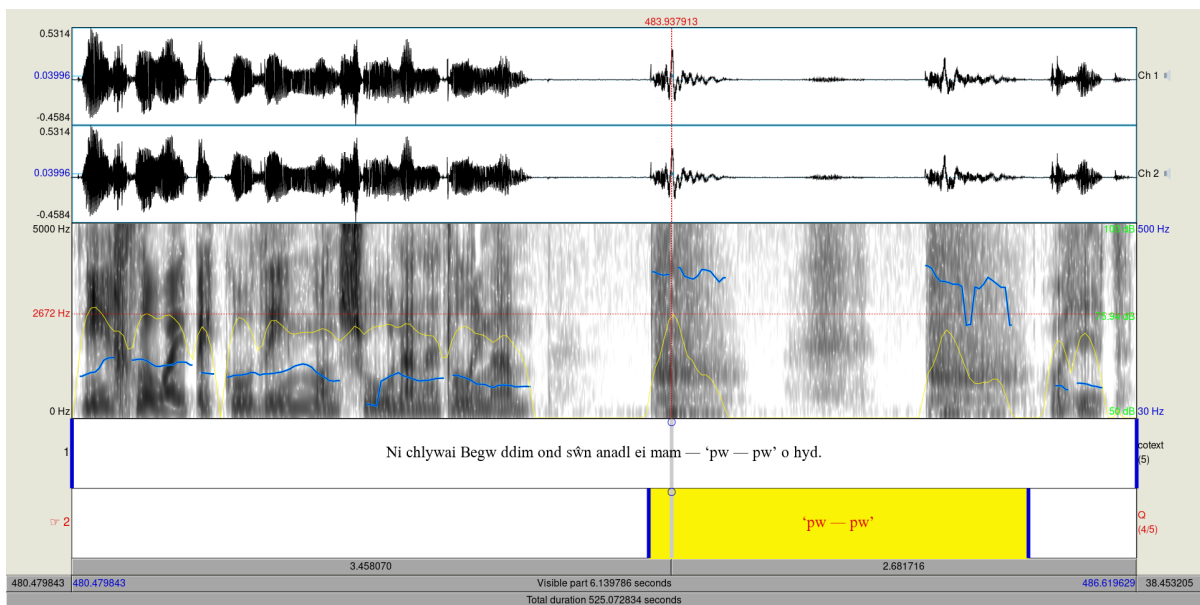 483.937913
0.5314
0.03996
-0.4584
Ch 1
0.5314
0.03996
-0.4584
Ch 2
5000 Hz
2672 Hz
0 Hz
500 Hz
50 dB
30 Hz
1
Ni chlywai Begw ddim ond sŵn anadl ei mam — ‘pw — pw’ o hyd.
cotext
(5)
☞ 2
‘pw — pw’
Q
(4/5)
3.458070
2.681716
480.479843
480.479843
Visible part 6.139786 seconds
486.619629
38.453205
Total duration 525.072834 seconds